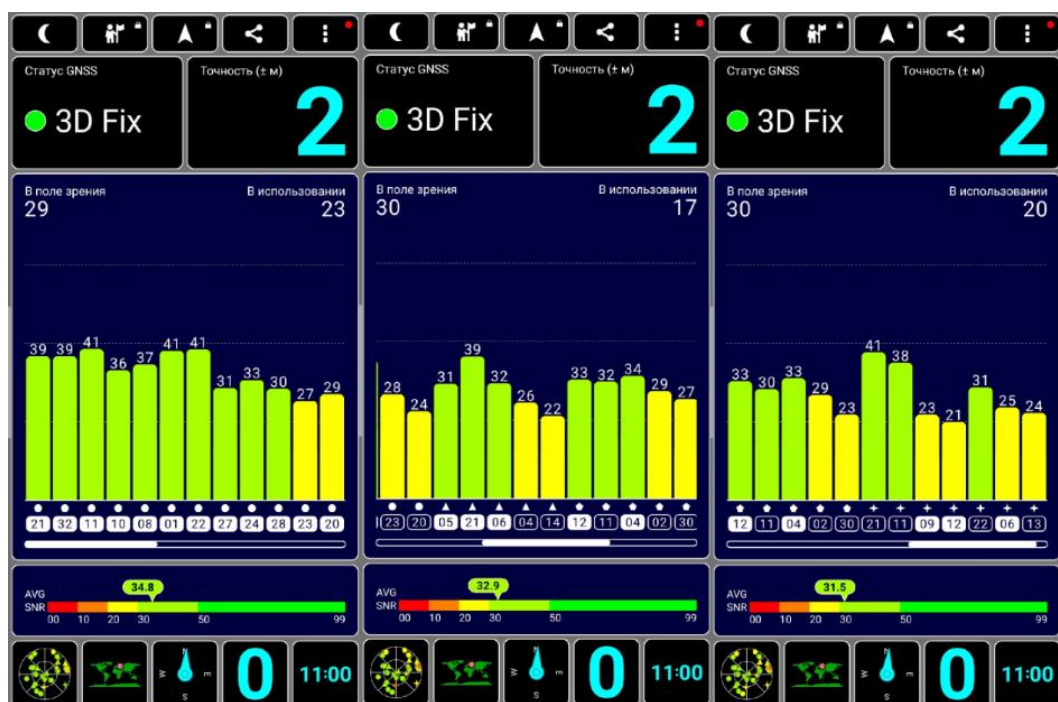 Статус GNSS
3D Fix
Точность (± м)
2
В поле зрения
29
В использовании
23
39 39 41 36 37 41 41 31 33 30 27 29
21 32 11 10 08 01 22 27 24 28 23 20
AVG
SNR
34.8
00 10 20 30 50 99
N
W E
S
0
11:00
Статус GNSS
3D Fix
Точность (± м)
2
В поле зрения
30
В использовании
17
28 24 31 39 32 26 22 33 32 34 29 27
23 20 05 21 06 04 14 12 11 04 02 30
AVG
SNR
32.9
00 10 20 30 50 99
N
W E
S
0
11:00
Статус GNSS
3D Fix
Точность (± м)
2
В поле зрения
30
В использовании
20
33 30 33 29 23 41 38 23 21 31 25 24
12 11 04 02 30 21 11 09 12 22 06 13
AVG
SNR
31.5
00 10 20 30 50 99
N
W E
S
0
11:00